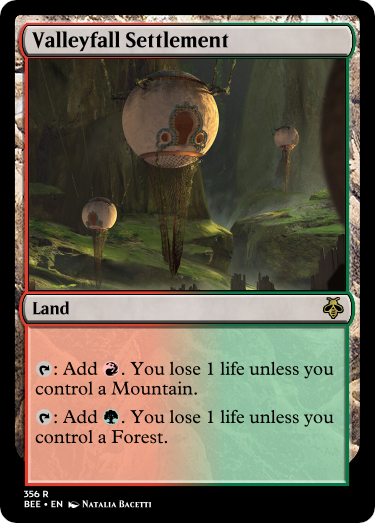 Valleyfall Settlement
Land
: Add . You lose 1 life unless you
control a Mountain.
: Add . You lose 1 life unless you
control a Forest.
356 R
BEE • EN Natalia Bacetti